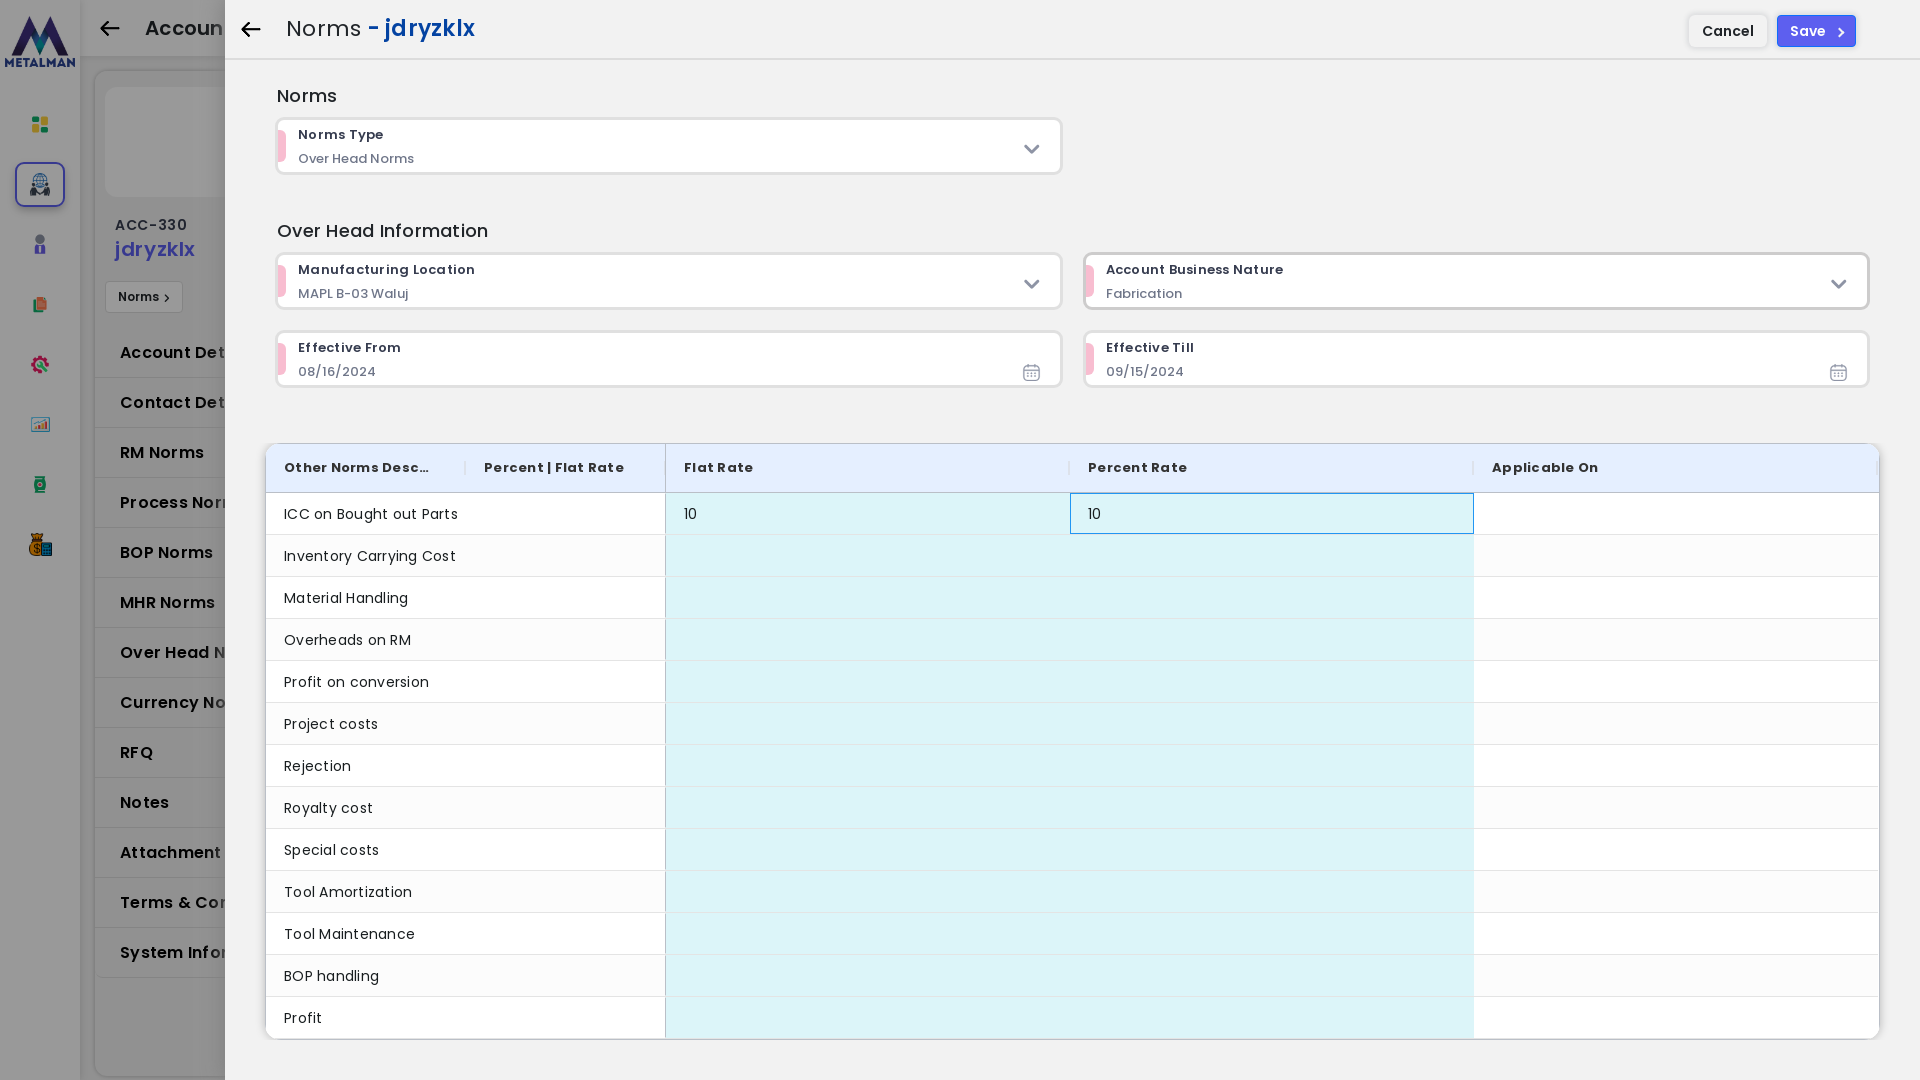 METALMAN
Accoun
ACC-330
jdryzklx
Norms
Account Det
Contact Det
RM Norms
Process Norm
BOP Norms
MHR Norms
Over Head N
Currency No
RFQ
Notes
Attachment
Terms & Con
System Infor
Norms - jdryzklx
Cancel
Save
Norms
Norms Type
Over Head Norms
Over Head Information
Manufacturing Location
MAPL B-03 Waluj
Account Business Nature
Fabrication
Effective From
08/16/2024
Effective Till
09/15/2024
Other Norms Desc... Percent | Flat Rate Flat Rate Percent Rate Applicable On
ICC on Bought out Parts 10 10
Inventory Carrying Cost
Material Handling
Overheads on RM
Profit on conversion
Project costs
Rejection
Royalty cost
Special costs
Tool Amortization
Tool Maintenance
BOP handling
Profit